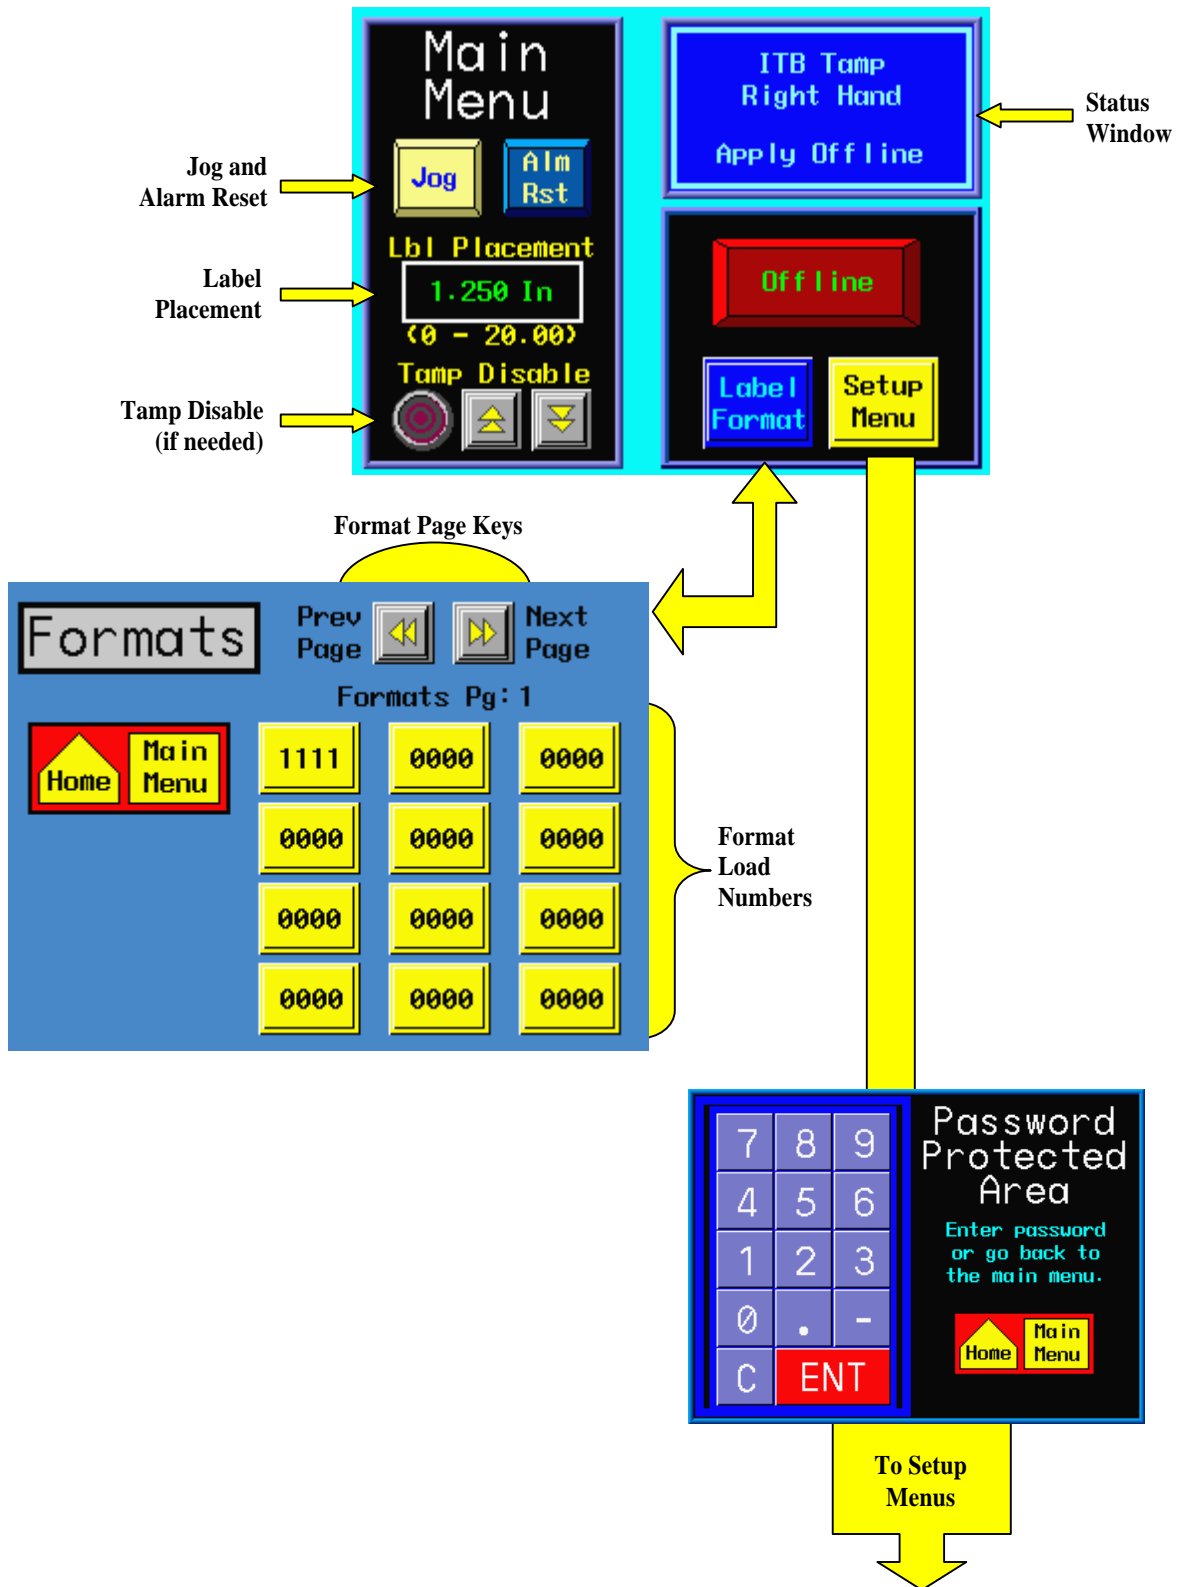 Main
Menu
Jog
Alm
Rst
Lbl Placement
1.250 In
(0 - 20.00)
Tamp Disable
ITB Tamp
Right Hand
Apply Offline
Offline
Label
Format
Setup
Menu
Status
Window
Jog and
Alarm Reset
Label
Placement
Tamp Disable
(if needed)
Format Page Keys
Formats
Prev
Page
Next
Page
Formats Pg: 1
Home
Main
Menu
1111 0000 0000
0000 0000 0000
0000 0000 0000
0000 0000 0000
Format
Load
Numbers
7 8 9
4 5 6
1 2 3
0 . -
C ENT
Password
Protected
Area
Enter password
or go back to
the main menu.
Home
Main
Menu
To Setup
Menus